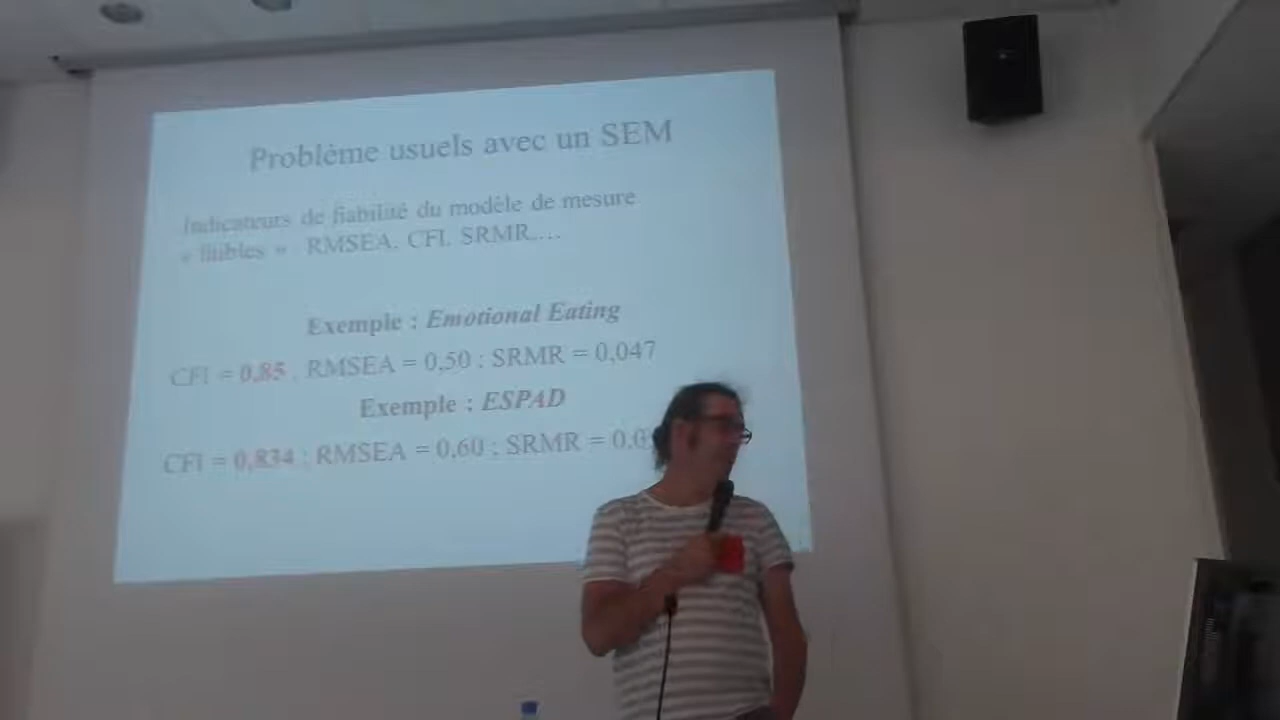 Problème usuels avec un SEM
Indicateurs de fiabilité du modèle de mesure
RMSEA, CFI, SRMR,…
Exemple : Emotional Eating
CFI = 0,85 ; RMSEA = 0,50 ; SRMR = 0,047
Exemple : ESPAD
CFI = 0,834 ; RMSEA = 0,60 ; SRMR = 0,0